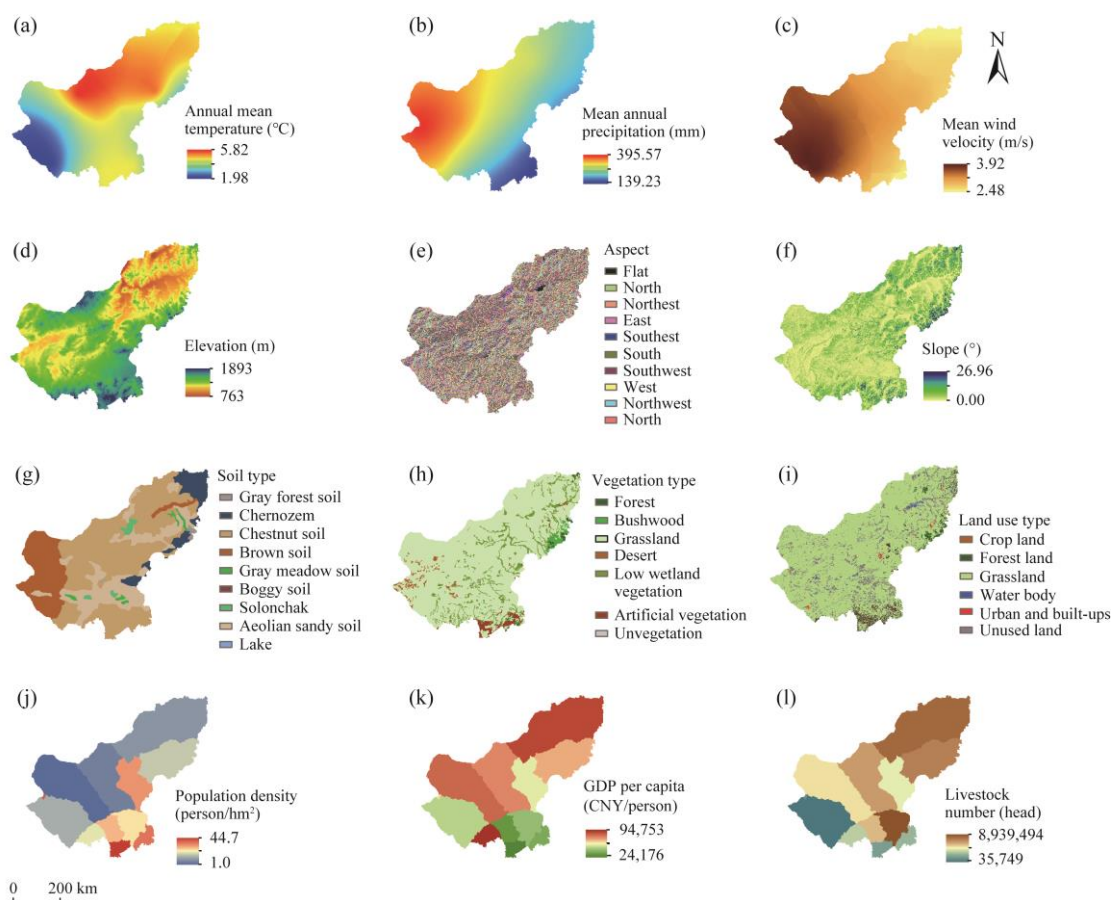 (a)
Annual mean
temperature (°C)
5.82
1.98
(b)
Mean annual
precipitation (mm)
395.57
139.23
(c)
N
Mean wind
velocity (m/s)
3.92
2.48
(d)
Elevation (m)
1893
763
(e)
Aspect
Flat
North
Northest
East
Southest
South
Southwest
West
Northwest
North
(f)
Slope (°)
26.96
0.00
(g)
Soil type
Gray forest soil
Chernozem
Chestnut soil
Brown soil
Gray meadow soil
Boggy soil
Solonchak
Aeolian sandy soil
Lake
(h)
Vegetation type
Forest
Bushwood
Grassland
Desert
Low wetland
vegetation
Artificial vegetation
Unvegetation
(i)
Land use type
Crop land
Forest land
Grassland
Water body
Urban and built-ups
Unused land
(j)
Population density
(person/hm²)
44.7
1.0
(k)
GDP per capita
(CNY/person)
94,753
24,176
(l)
Livestock
number (head)
8,939,494
35,749
0 200 km